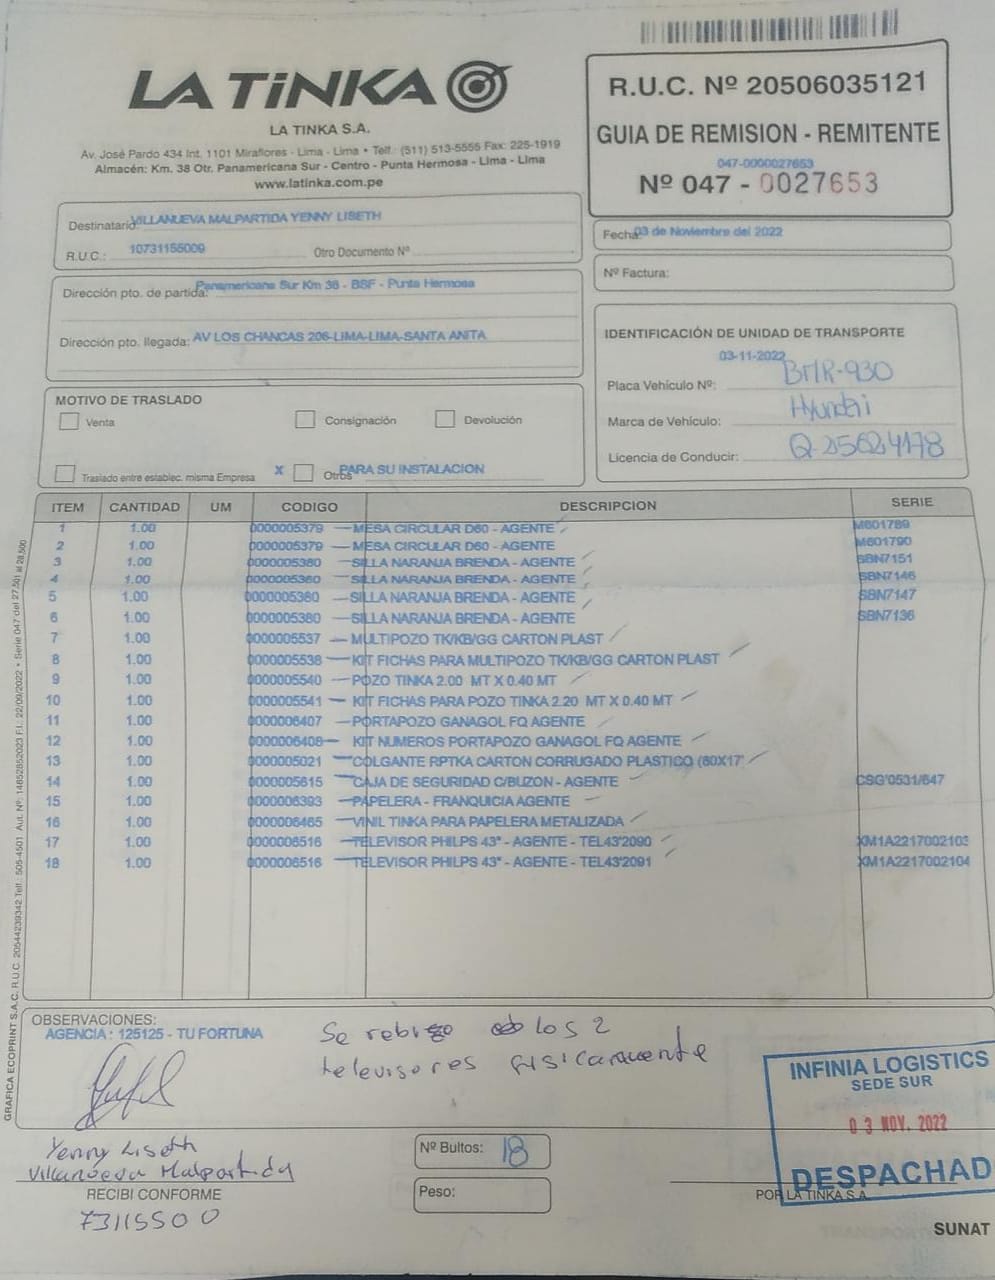 LA TiNKA
LA TINKA S.A.
Av. José Pardo 434 Int. 1101 Miraflores - Lima - Lima • Telf.: (511) 513-5555 Fax: 225-1919
Almacén: Km. 38 Otr. Panamericana Sur - Centro - Punta Hermosa - Lima - Lima
www.latinka.com.pe
R.U.C. Nº 20506035121
GUIA DE REMISION - REMITENTE
047-0000027653
Nº 047 - 0027653
Destinatario: VILLANUEVA MALPARTIDA YENNY LISETH
R.U.C.: 10731155009 Otro Documento Nº
Fecha: 03 de Noviembre del 2022
Nº Factura:
Dirección pto. de partida: Panamericana Sur Km 38 - BSF - Punta Hermosa
Dirección pto. llegada: AV LOS CHANCAS 206-LIMA-LIMA-SANTA ANITA
IDENTIFICACIÓN DE UNIDAD DE TRANSPORTE
03-11-2022
Placa Vehículo Nº: BMR-930
Marca de Vehículo: Hyundai
Licencia de Conducir: Q-25624178
MOTIVO DE TRASLADO
Venta Consignación Devolución
Traslado entre establec. misma Empresa X Otros PARA SU INSTALACION
ITEM CANTIDAD UM CODIGO DESCRIPCION SERIE
1 1.00 0000005379 MESA CIRCULAR D60 - AGENTE M601789
2 1.00 0000005379 MESA CIRCULAR D60 - AGENTE M601790
3 1.00 0000005380 SILLA NARANJA BRENDA - AGENTE SBN7151
4 1.00 0000005380 SILLA NARANJA BRENDA - AGENTE SBN7146
5 1.00 0000005380 SILLA NARANJA BRENDA - AGENTE SBN7147
6 1.00 0000005380 SILLA NARANJA BRENDA - AGENTE SBN7136
7 1.00 0000005537 MULTIPOZO TK/KB/GG CARTON PLAST
8 1.00 0000005538 KIT FICHAS PARA MULTIPOZO TK/KB/GG CARTON PLAST
9 1.00 0000005540 POZO TINKA 2.00 MT X 0.40 MT
10 1.00 0000005541 KIT FICHAS PARA POZO TINKA 2.20 MT X 0.40 MT
11 1.00 0000006407 PORTAPOZO GANAGOL FQ AGENTE
12 1.00 0000006408 KIT NUMEROS PORTAPOZO GANAGOL FQ AGENTE
13 1.00 0000005021 COLGANTE RPTKA CARTON CORRUGADO PLASTICO (60X17
14 1.00 0000005615 CAJA DE SEGURIDAD C/BUZON - AGENTE CSG'0531/647
15 1.00 0000006393 PAPELERA - FRANQUICIA AGENTE
16 1.00 0000006465 VINIL TINKA PARA PAPELERA METALIZADA
17 1.00 0000006516 TELEVISOR PHILPS 43" - AGENTE - TEL43'2090 XM1A2217002103
18 1.00 0000006516 TELEVISOR PHILPS 43" - AGENTE - TEL43'2091 XM1A2217002104
GRAFICA ECOPRINT S.A.C. R.U.C. 20544239342 Telf.: 505-4501 Aut. Nº: 14852852023 F.I.: 22/09/2022 • Serie 047 del 27,501 al 28,500
OBSERVACIONES:
AGENCIA: 125125 - TU FORTUNA
Se los 2
televisores fisicamente
INFINIA LOGISTICS
SEDE SUR
03 NOV. 2022
DESPACHAD
Yenny Liseth
Villanueva Malpartida
RECIBI CONFORME
73115500
Nº Bultos: 18
Peso:
POR LA TINKA S.A.
SUNAT